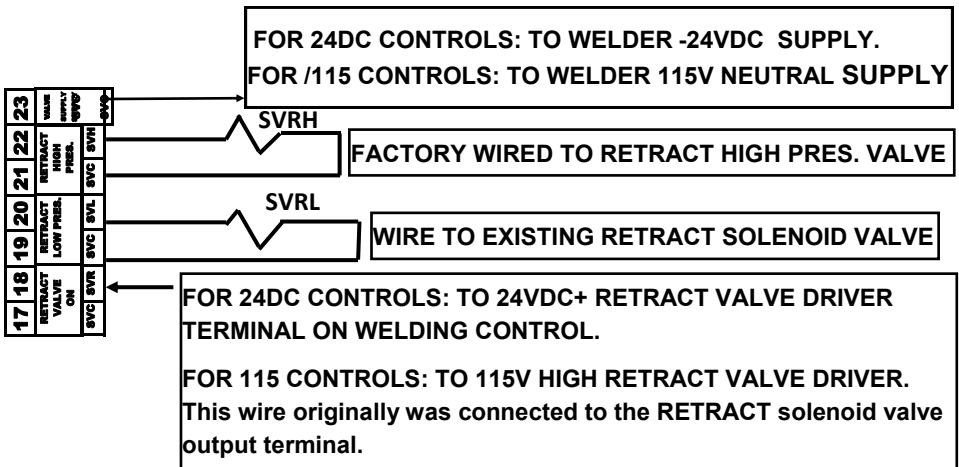 FOR 24DC CONTROLS: TO WELDER -24VDC SUPPLY.
FOR /115 CONTROLS: TO WELDER 115V NEUTRAL SUPPLY
23
VALVE
SUPPLY
SVC
22
21
RETRACT
HIGH
PRES.
SVH
SVC
SVRH
FACTORY WIRED TO RETRACT HIGH PRES. VALVE
20
19
RETRACT
LOW PRES.
SVL
SVC
SVRL
WIRE TO EXISTING RETRACT SOLENOID VALVE
18
17
RETRACT
VALVE
ON
SVR
SVC
FOR 24DC CONTROLS: TO 24VDC+ RETRACT VALVE DRIVER
TERMINAL ON WELDING CONTROL.
FOR 115 CONTROLS: TO 115V HIGH RETRACT VALVE DRIVER.
This wire originally was connected to the RETRACT solenoid valve
output terminal.